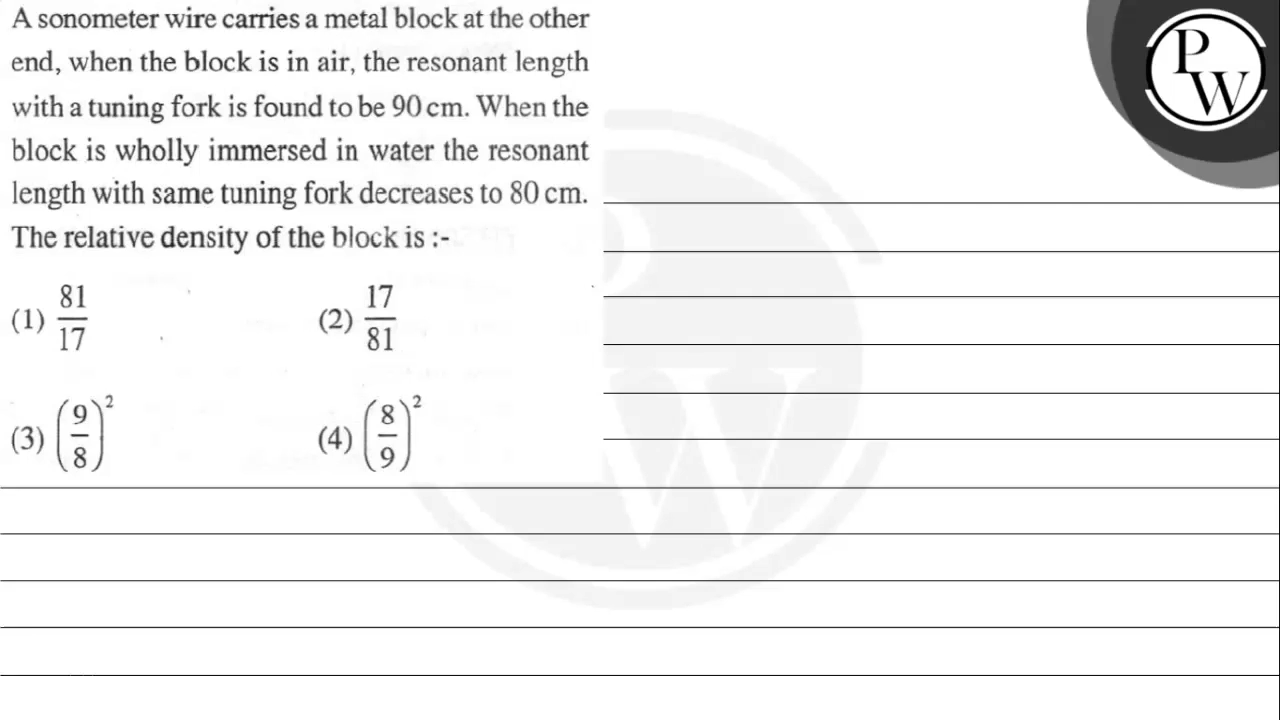 A sonometer wire carries a metal block at the other
end, when the block is in air, the resonant length
with a tuning fork is found to be 90 cm. When the
block is wholly immersed in water the resonant
length with same tuning fork decreases to 80 cm.
The relative density of the block is :-
(1) 81/17 (2) 17/81
(3) (9/8)² (4) (8/9)²
PW